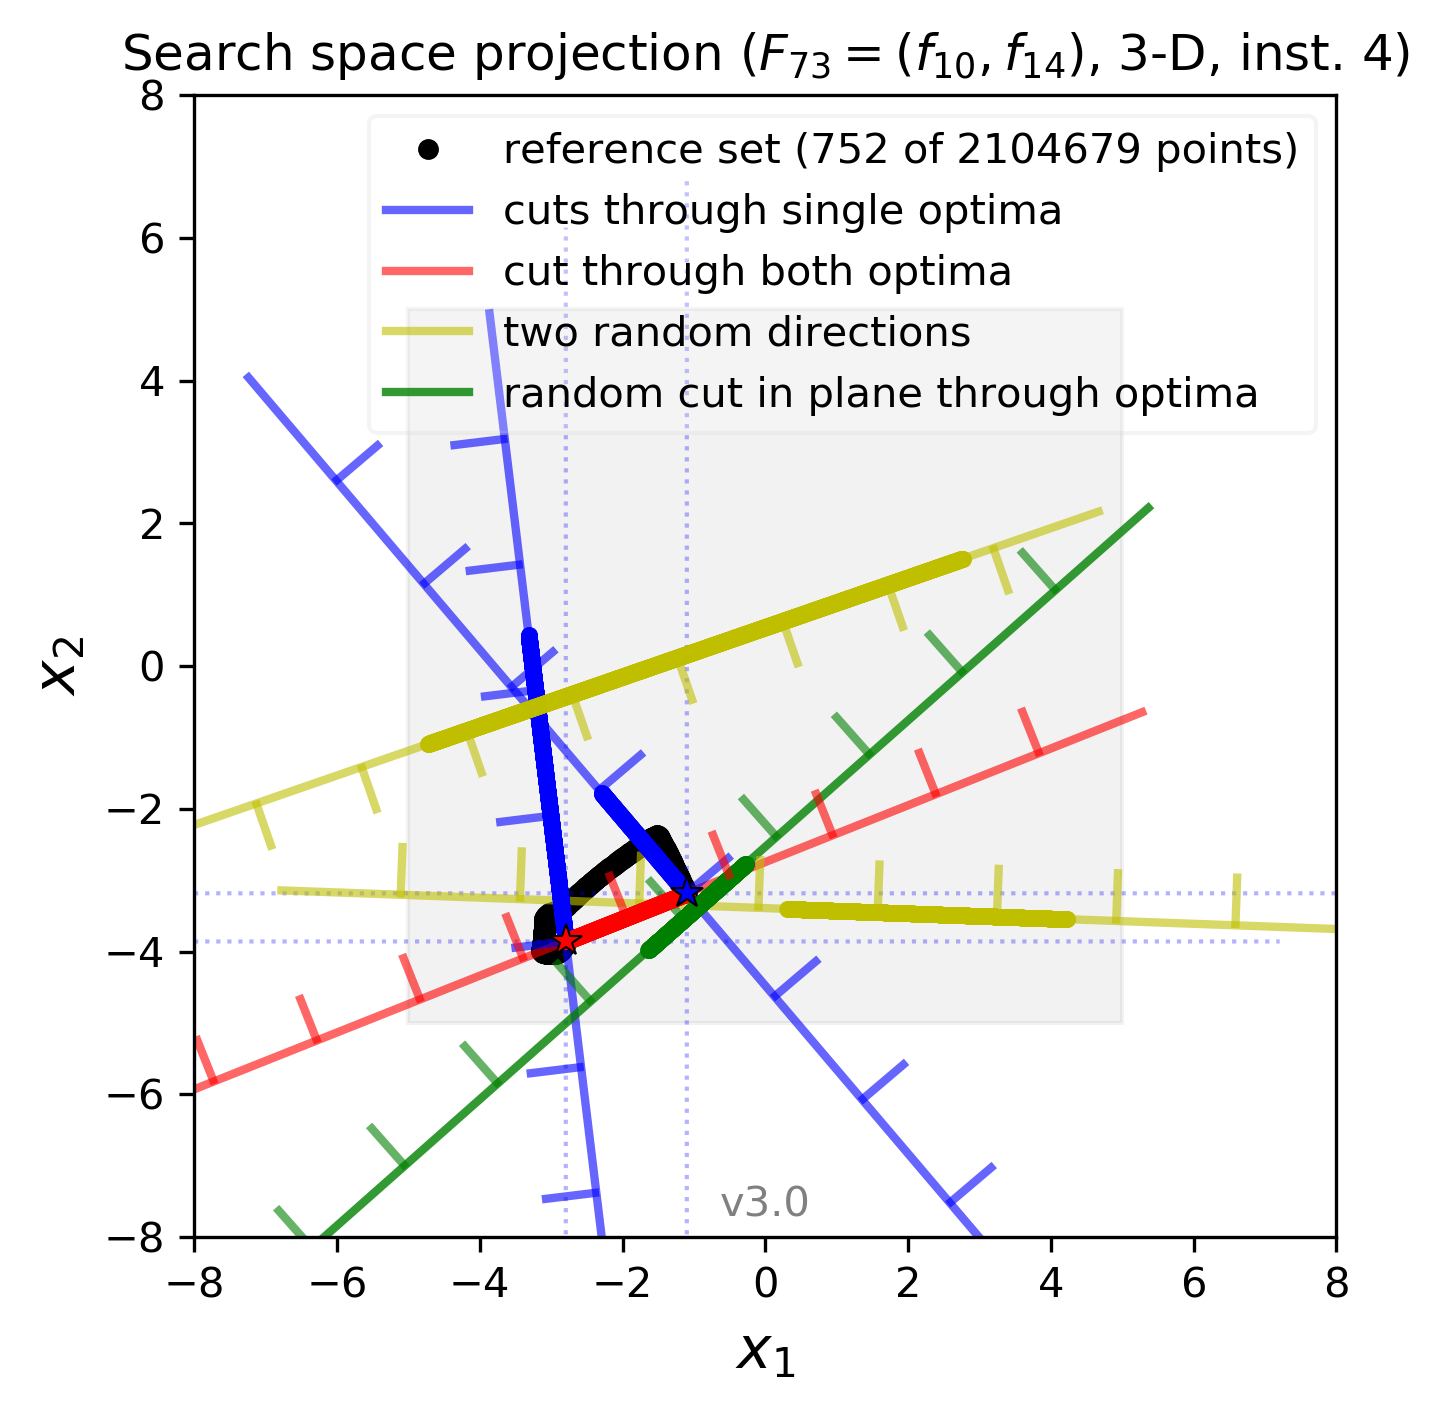 Search space projection (F₇₃ = (f₁₀, f₁₄), 3-D, inst. 4)
8
6
4
2
0
−2
−4
−6
−8
x₂
reference set (752 of 2104679 points)
cuts through single optima
cut through both optima
two random directions
random cut in plane through optima
v3.0
−8 −6 −4 −2 0 2 4 6 8
x₁